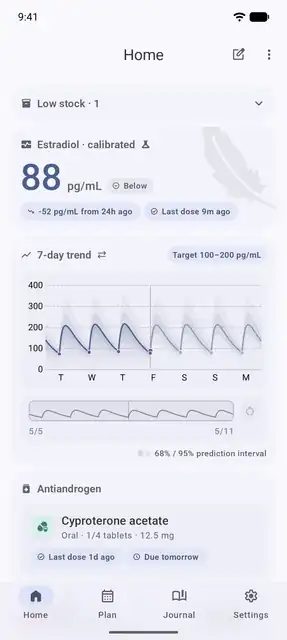 9:41
Home
Low stock · 1
Estradiol · calibrated
88 pg/mL Below
-52 pg/mL from 24h ago Last dose 9m ago
7-day trend Target 100–200 pg/mL
400
300
200
100
0
T W T F S S M
5/5 5/11
68% / 95% prediction interval
Antiandrogen
Cyproterone acetate
Oral · 1/4 tablets · 12.5 mg
Last dose 1d ago Due tomorrow
Home Plan Journal Settings